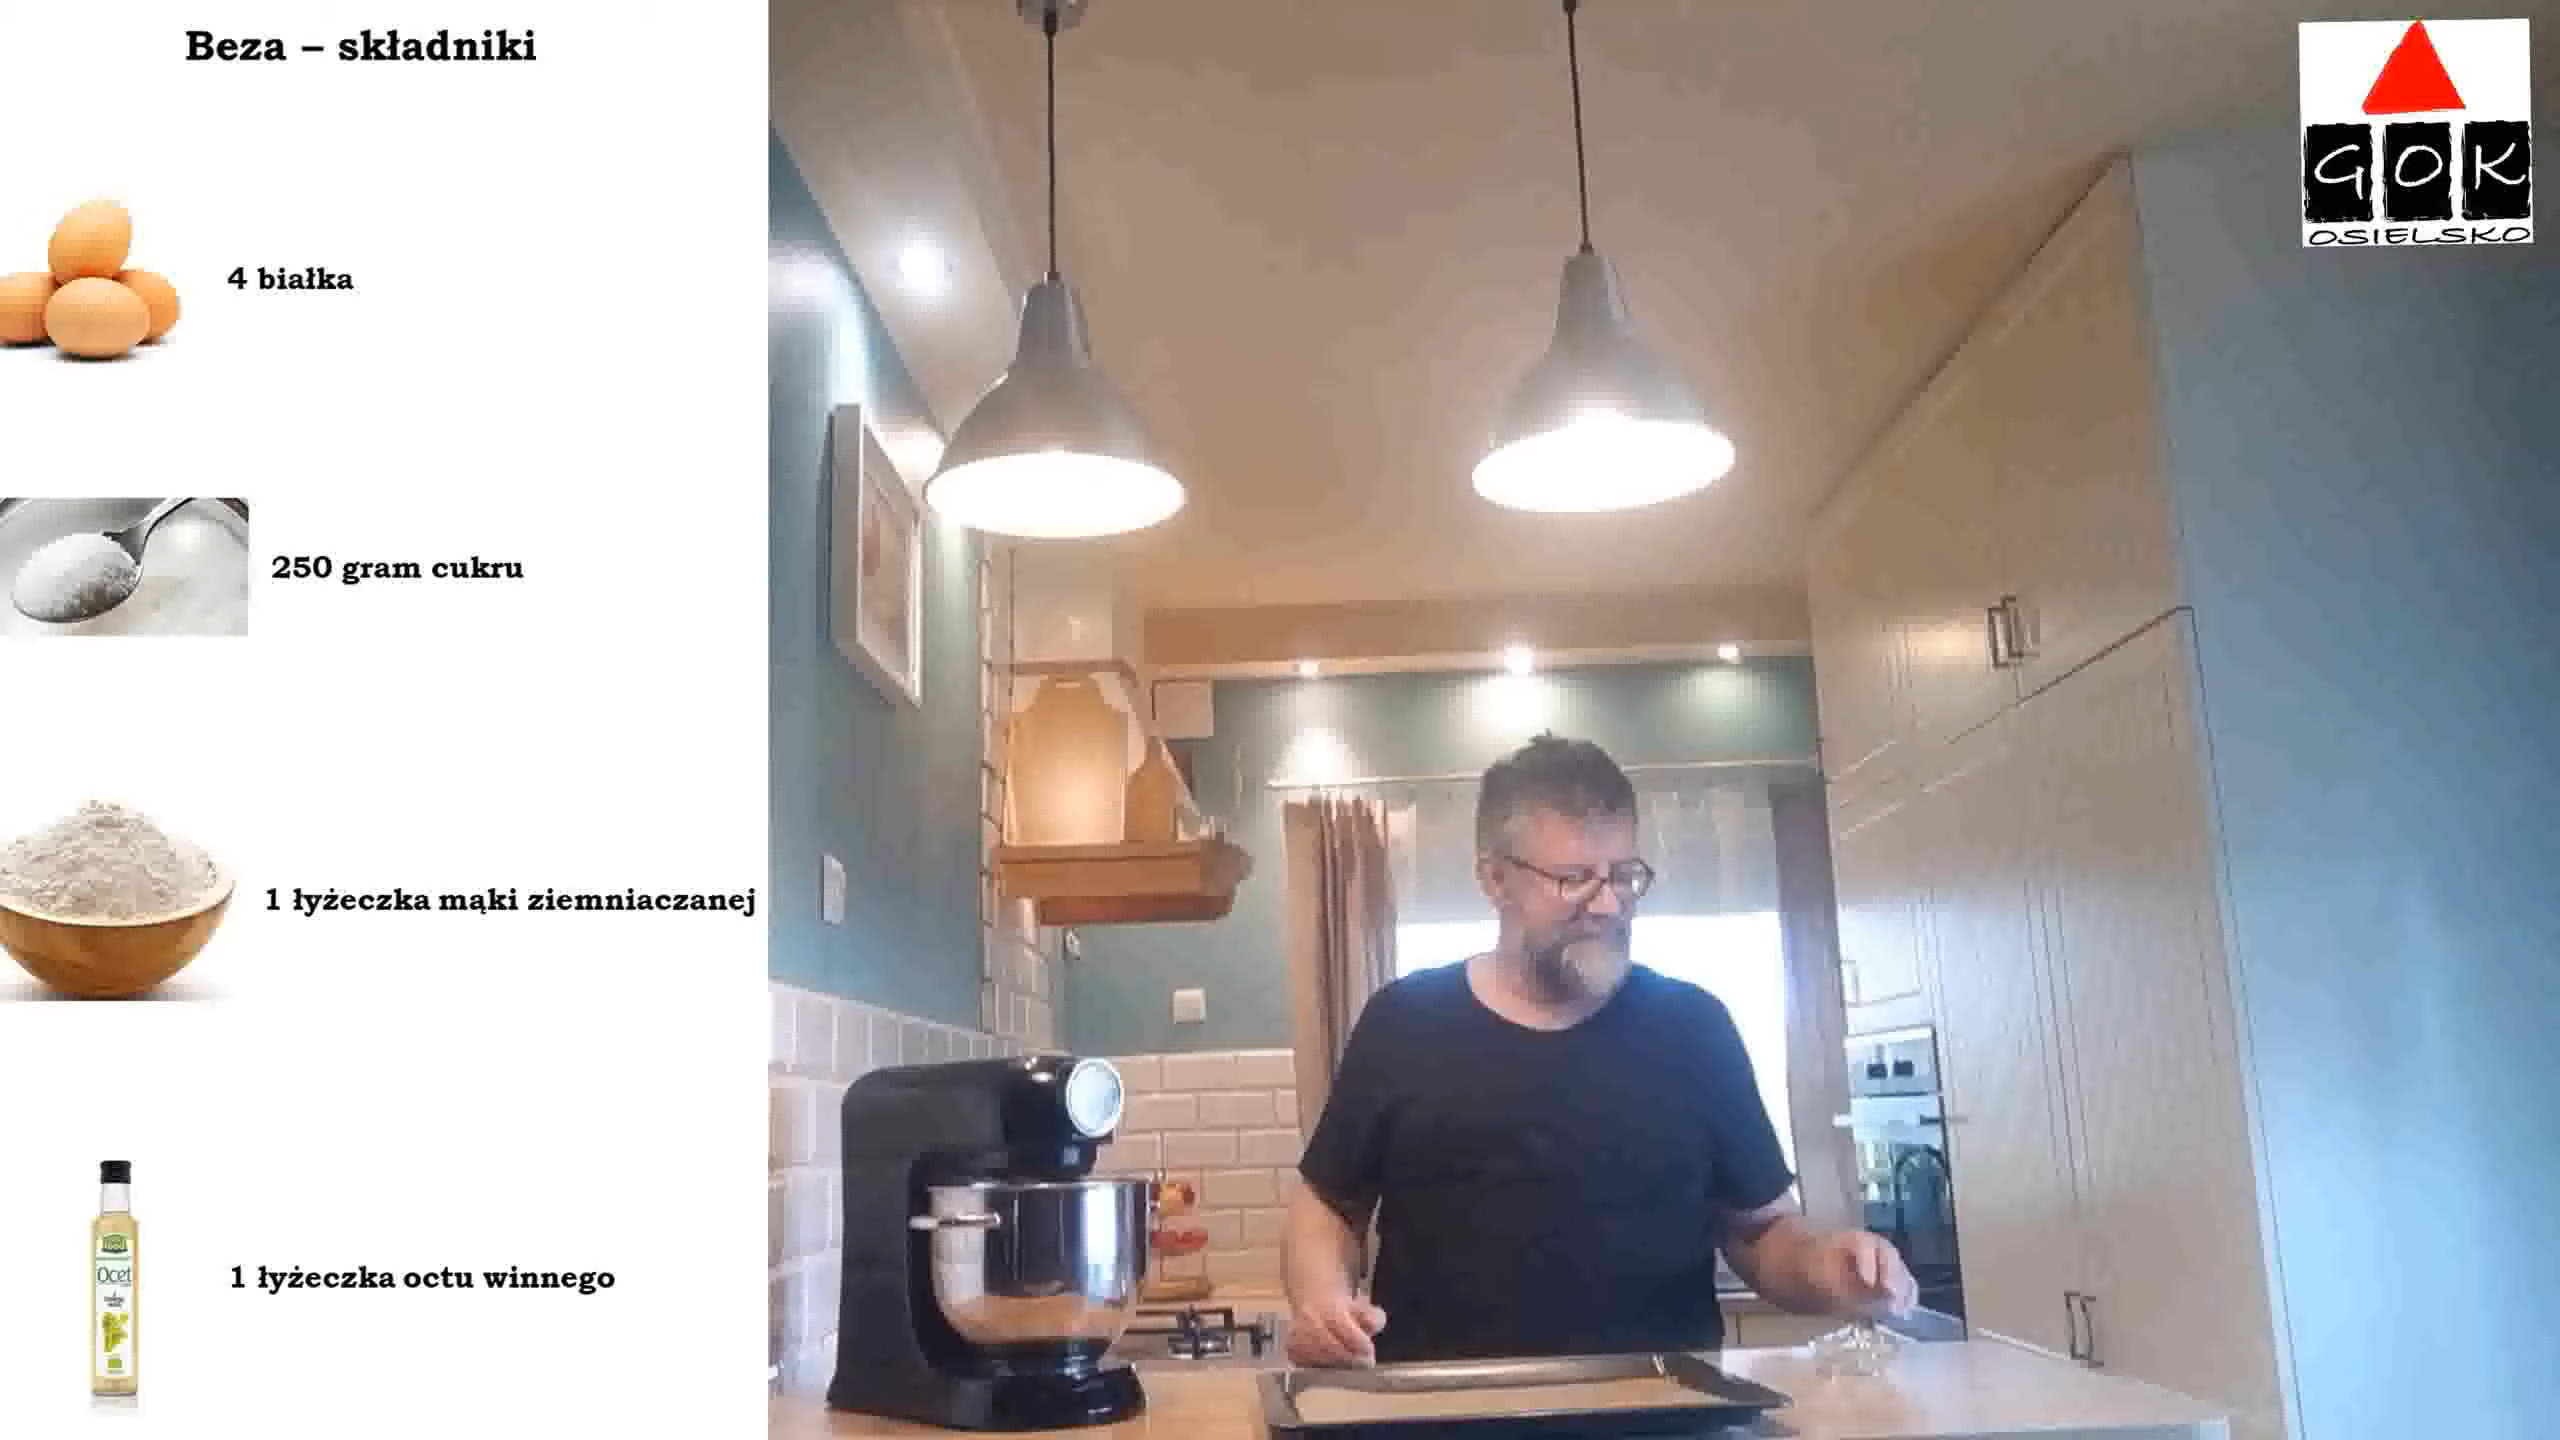 Beza – składniki
4 białka
250 gram cukru
1 łyżeczka mąki ziemniaczanej
Ocet
1 łyżeczka octu winnego
GOK
OSIELSKO